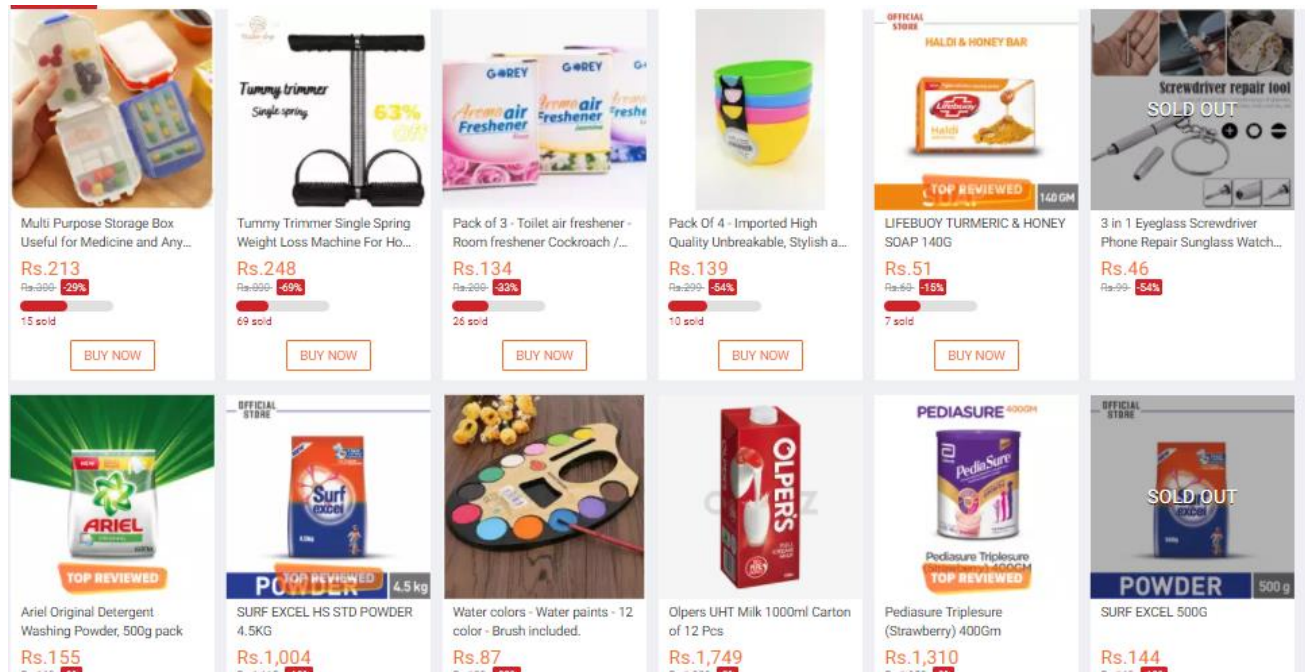 Tummy trimmer
Single spring
63%
GOREY
GOREY
Aroma air
Freshener
air
Freshener
OFFICIAL
STORE
HALDI & HONEY BAR
Lifebuoy
Haldi
TOP REVIEWED
140 GM
Screwdriver repair tool
SOLD OUT
Multi Purpose Storage Box
Useful for Medicine and Any...
Rs.213
Rs.300 -29%
15 sold
BUY NOW
Tummy Trimmer Single Spring
Weight Loss Machine For Ho...
Rs.248
Rs.800 -69%
69 sold
BUY NOW
Pack of 3 - Toilet air freshener -
Room freshener Cockroach /...
Rs.134
Rs.200 -33%
26 sold
BUY NOW
Pack Of 4 - Imported High
Quality Unbreakable, Stylish a...
Rs.139
Rs.299 -54%
10 sold
BUY NOW
LIFEBUOY TURMERIC & HONEY
SOAP 140G
Rs.51
Rs.60 -15%
7 sold
BUY NOW
3 in 1 Eyeglass Screwdriver
Phone Repair Sunglass Watch...
Rs.46
Rs.99 -54%
NEW
ARIEL
ORIGINAL
TOP REVIEWED
Ariel Original Detergent
Washing Powder, 500g pack
Rs.155
OFFICIAL
STORE
Surf
excel
TOP REVIEWED
POWDER
4.5 kg
SURF EXCEL HS STD POWDER
4.5KG
Rs.1,004
Water colors - Water paints - 12
color - Brush included.
Rs.87
OLPERS
Olpers UHT Milk 1000ml Carton
of 12 Pcs
Rs.1,749
PEDIASURE 400GM
PediaSure
Pediasure Triplesure
TOP REVIEWED
Pediasure Triplesure
(Strawberry) 400Gm
Rs.1,310
OFFICIAL
STORE
SOLD OUT
excel
POWDER
500 g
SURF EXCEL 500G
Rs.144